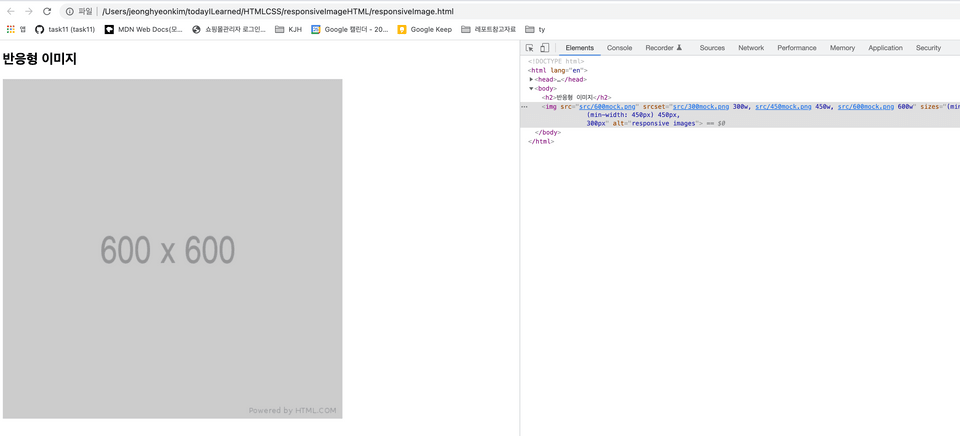 파일 | /Users/jeonghyeonkim/todayILearned/HTMLCSS/responsiveImageHTML/responsiveImage.html
앱 task11 (task11) MDN Web Docs(모... 쇼핑몰관리자 로그인... KJH Google 캘린더 - 20... Google Keep 레포트참고자료 ty
반응형 이미지
600 x 600
Powered by HTML.COM
Elements Console Recorder Sources Network Performance Memory Application Security
<!DOCTYPE html>
<html lang="en">
<head>…</head>
<body>
<h2>반응형 이미지</h2>
<img src="src/600mock.png" srcset="src/300mock.png 300w, src/450mock.png 450w, src/600mock.png 600w" sizes="(min
(min-width: 450px) 450px,
300px" alt="responsive images"> == $0
</body>
</html>